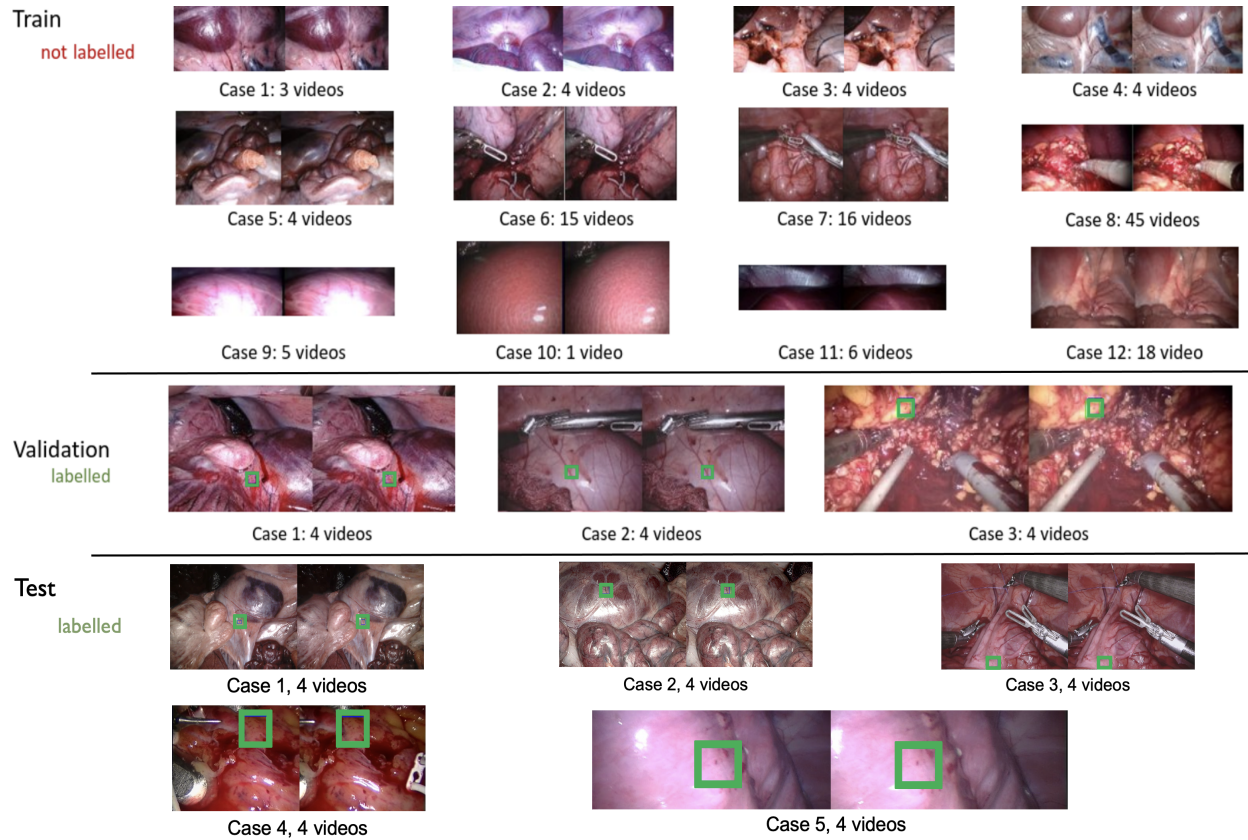 Train
not labelled
Case 1: 3 videos
Case 2: 4 videos
Case 3: 4 videos
Case 4: 4 videos
Case 5: 4 videos
Case 6: 15 videos
Case 7: 16 videos
Case 8: 45 videos
Case 9: 5 videos
Case 10: 1 video
Case 11: 6 videos
Case 12: 18 video
Validation
labelled
Case 1: 4 videos
Case 2: 4 videos
Case 3: 4 videos
Test
labelled
Case 1, 4 videos
Case 2, 4 videos
Case 3, 4 videos
Case 4, 4 videos
Case 5, 4 videos